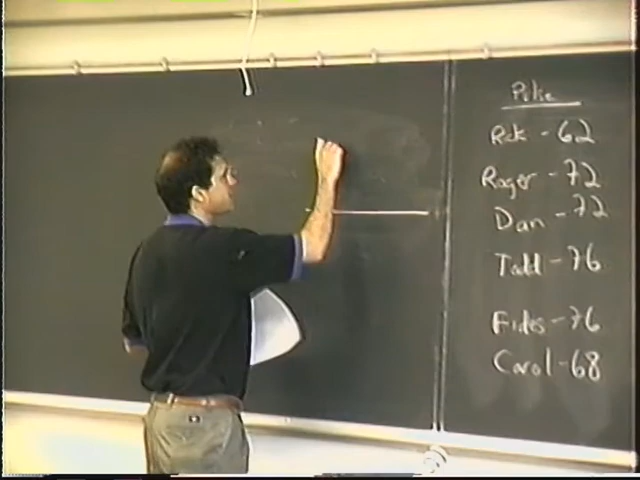 Pulse
Rick - 62
Roger - 72
Dan - 72
Todd - 76
Fides - 76
Carol - 68